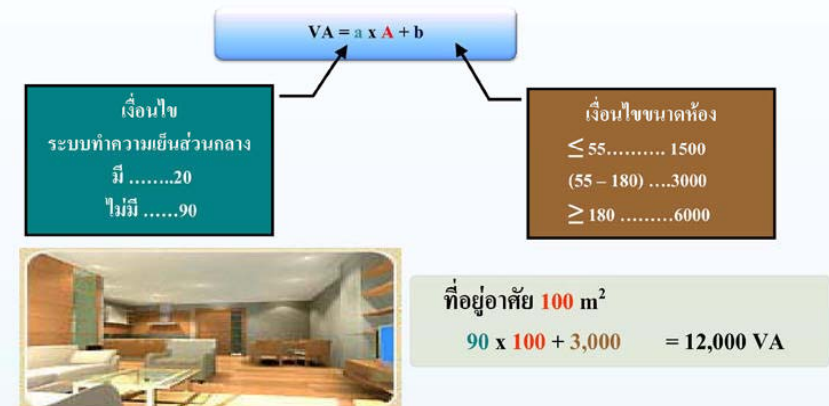 VA = a x A + b
เงื่อนไข
ระบบทำความเย็นส่วนกลาง
มี ........20
ไม่มี ......90
เงื่อนไขขนาดห้อง
≤ 55.......... 1500
(55 – 180) ....3000
≥ 180 .........6000
ที่อยู่อาศัย 100 m²
90 x 100 + 3,000 = 12,000 VA